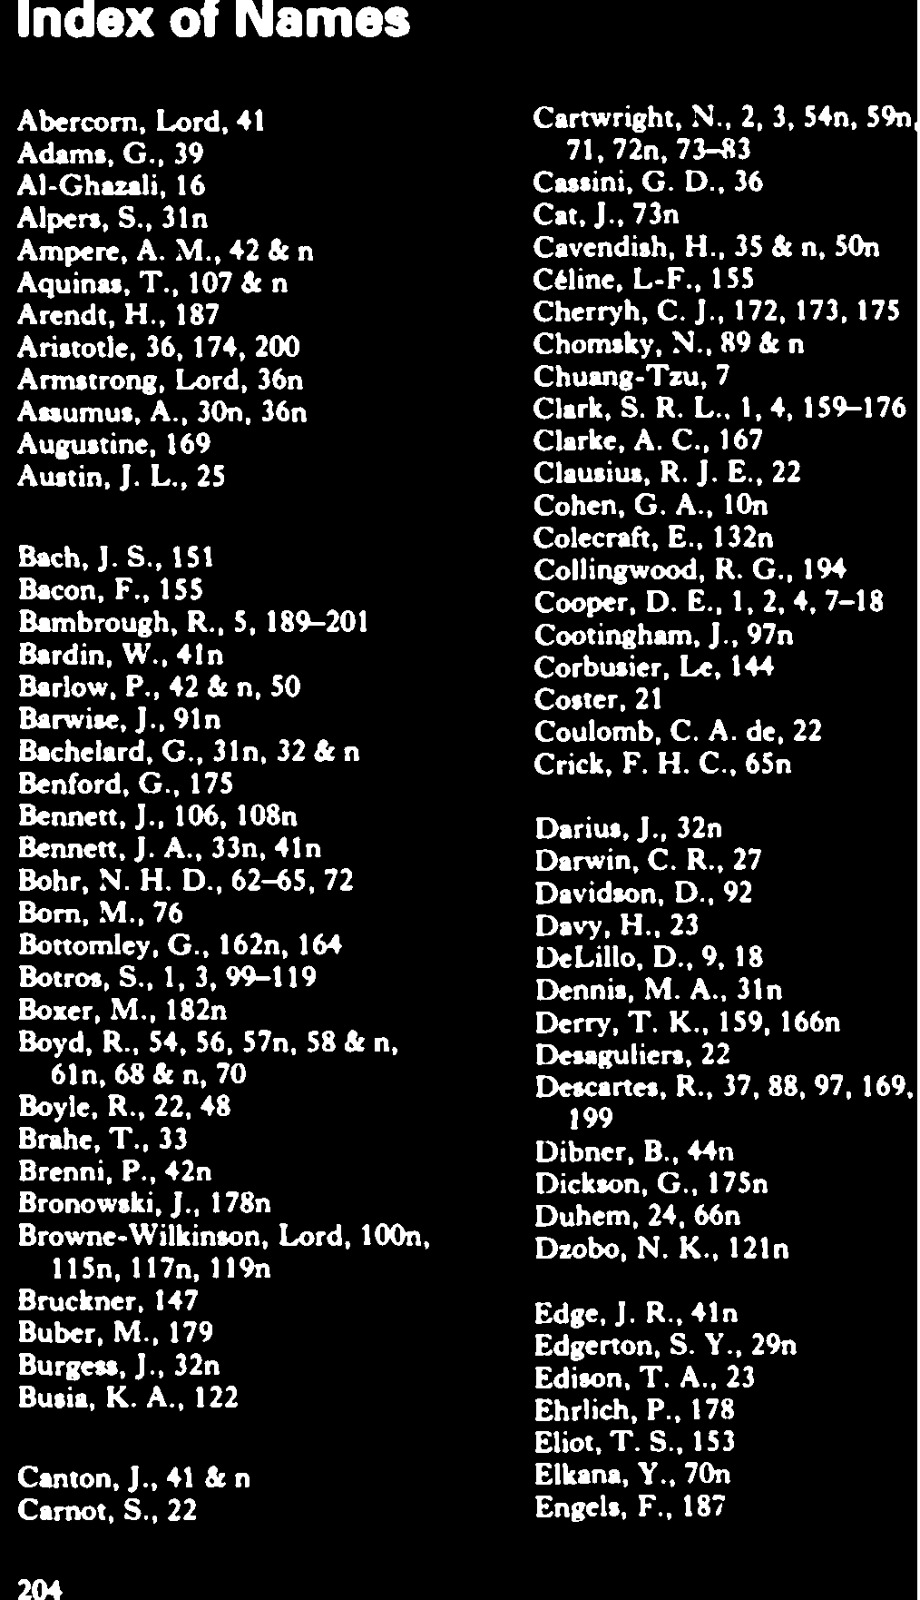 Index of Names
Abercorn, Lord, 41
Adams, G., 39
Al-Ghazali, 16
Alpers, S., 31n
Ampere, A. M., 42 & n
Aquinas, T., 107 & n
Arendt, H., 187
Aristotle, 36, 174, 200
Armstrong, Lord, 36n
Assumus, A., 30n, 36n
Augustine, 169
Austin, J. L., 25
Bach, J. S., 151
Bacon, F., 155
Bambrough, R., 5, 189–201
Bardin, W., 41n
Barlow, P., 42 & n, 50
Barwise, J., 91n
Bachelard, G., 31n, 32 & n
Benford, G., 175
Bennett, J., 106, 108n
Bennett, J. A., 33n, 41n
Bohr, N. H. D., 62–65, 72
Born, M., 76
Bottomley, G., 162n, 164
Botros, S., 1, 3, 99–119
Boxer, M., 182n
Boyd, R., 54, 56, 57n, 58 & n,
61n, 68 & n, 70
Boyle, R., 22, 48
Brahe, T., 33
Brenni, P., 42n
Bronowski, J., 178n
Browne-Wilkinson, Lord, 100n,
115n, 117n, 119n
Bruckner, 147
Buber, M., 179
Burgess, J., 32n
Busia, K. A., 122
Canton, J., 41 & n
Carnot, S., 22
Cartwright, N., 2, 3, 54n, 59n,
71, 72n, 73–83
Cassini, G. D., 36
Cat, J., 73n
Cavendish, H., 35 & n, 50n
Céline, L-F., 155
Cherryh, C. J., 172, 173, 175
Chomsky, N., 89 & n
Chuang-Tzu, 7
Clark, S. R. L., 1, 4, 159–176
Clarke, A. C., 167
Clausius, R. J. E., 22
Cohen, G. A., 10n
Colecraft, E., 132n
Collingwood, R. G., 194
Cooper, D. E., 1, 2, 4, 7–18
Cootingham, J., 97n
Corbusier, Le, 144
Coster, 21
Coulomb, C. A. de, 22
Crick, F. H. C., 65n
Darius, J., 32n
Darwin, C. R., 27
Davidson, D., 92
Davy, H., 23
DeLillo, D., 9, 18
Dennis, M. A., 31n
Derry, T. K., 159, 166n
Desaguliers, 22
Descartes, R., 37, 88, 97, 169,
199
Dibner, B., 44n
Dickson, G., 175n
Duhem, 24, 66n
Dzobo, N. K., 121n
Edge, J. R., 41n
Edgerton, S. Y., 29n
Edison, T. A., 23
Ehrlich, P., 178
Eliot, T. S., 153
Elkana, Y., 70n
Engels, F., 187
204